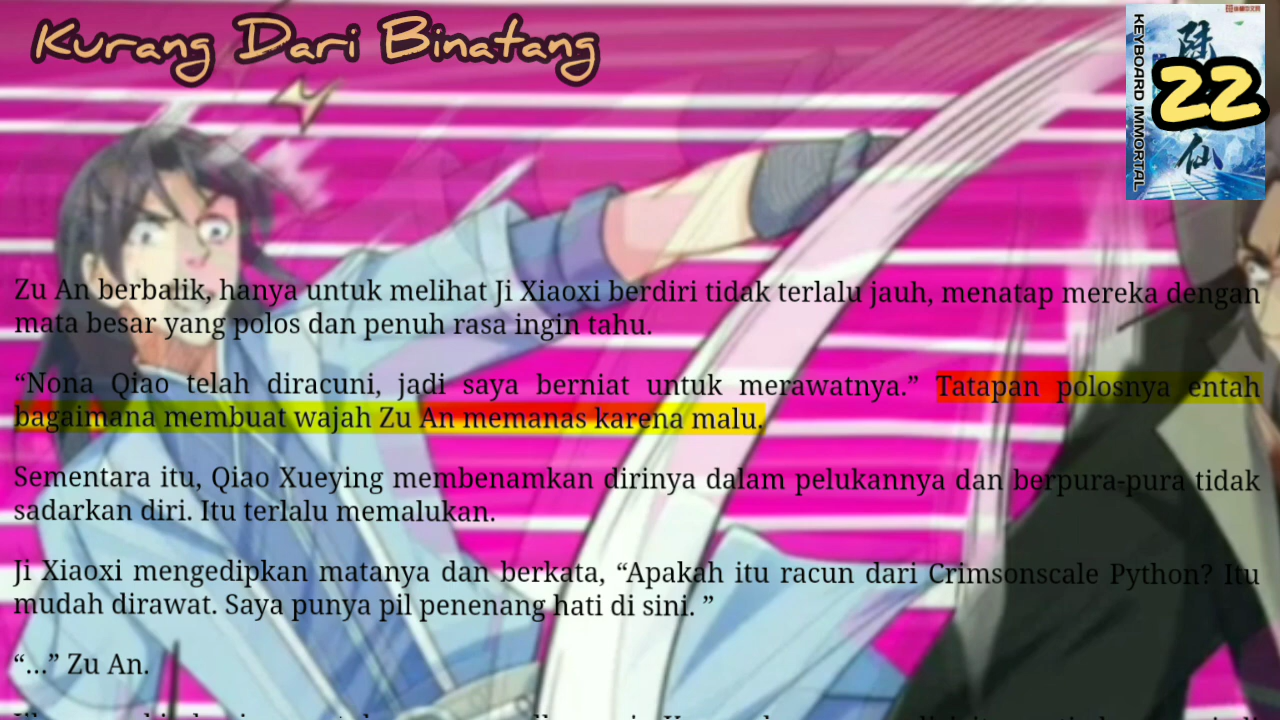 Kurang Dari Binatang
KEYBOARD IMMORTAL
陆
22
仙
Zu An berbalik, hanya untuk melihat Ji Xiaoxi berdiri tidak terlalu jauh, menatap mereka dengan
mata besar yang polos dan penuh rasa ingin tahu.
“Nona Qiao telah diracuni, jadi saya berniat untuk merawatnya.” Tatapan polosnya entah
bagaimana membuat wajah Zu An memanas karena malu.
Sementara itu, Qiao Xueying membenamkan dirinya dalam pelukannya dan berpura-pura tidak
sadarkan diri. Itu terlalu memalukan.
Ji Xiaoxi mengedipkan matanya dan berkata, “Apakah itu racun dari Crimsonscale Python? Itu
mudah dirawat. Saya punya pil penenang hati di sini. ”
“…” Zu An.